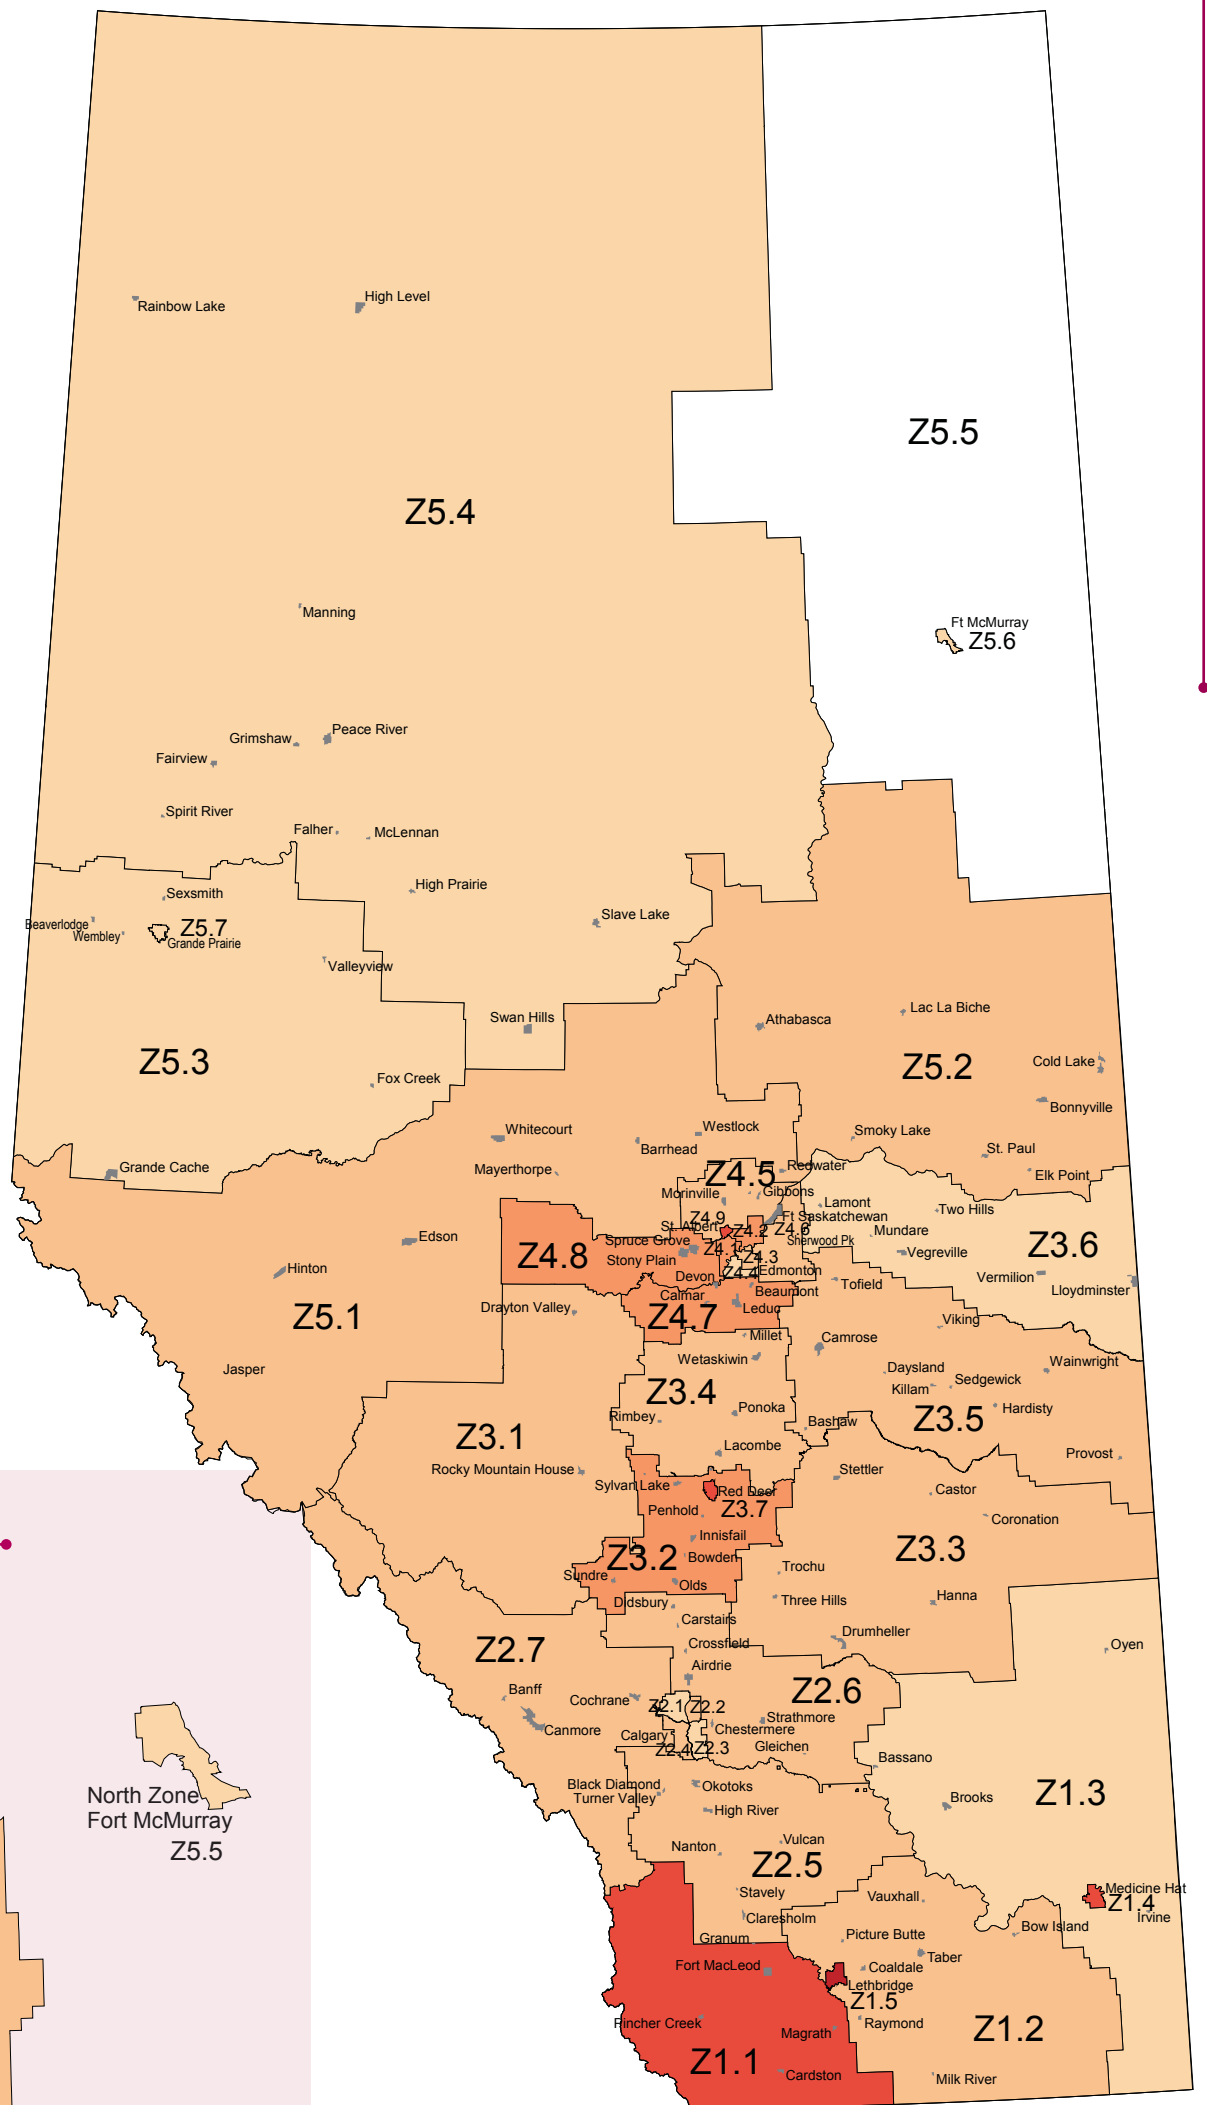 Rainbow Lake
High Level
Z5.5
Z5.4
Manning
Ft McMurray
Z5.6
Peace River
Grimshaw
Fairview
Spirit River
Falher
McLennan
High Prairie
Sexsmith
Slave Lake
Beaverlodge
Z5.7
Wembley
Grande Prairie
Valleyview
Swan Hills
Athabasca
Lac La Biche
Z5.3
Z5.2
Cold Lake
Fox Creek
Bonnyville
Whitecourt
Westlock
Smoky Lake
Barrhead
St. Paul
Grande Cache
Mayerthorpe
Z4.5
Redwater
Elk Point
Morinville
Gibbons
Lamont
Two Hills
Z4.9
Ft Saskatchewan
St. Albert
Z4.2
Z4.6
Mundare
Edson
Spruce Grove
Sherwood Pk
Z3.6
Z4.8
Z4.1
Z4.3
Vegreville
Stony Plain
Hinton
Devon
Z4.4
Edmonton
Vermilion
Tofield
Lloydminster
Calmar
Beaumont
Z5.1
Drayton Valley
Z4.7
Leduc
Viking
Millet
Camrose
Wetaskiwin
Wainwright
Jasper
Daysland
Z3.4
Sedgewick
Killam
Ponoka
Hardisty
Rimbey
Bashaw
Z3.5
Z3.1
Lacombe
Provost
Rocky Mountain House
Stettler
Sylvan Lake
Red Deer
Castor
Penhold
Z3.7
Coronation
Innisfail
Z3.2
Bowden
Z3.3
Trochu
Sundre
Olds
Hanna
Didsbury
Three Hills
Carstairs
Drumheller
Crossfield
Oyen
Z2.7
Airdrie
Banff
Z2.6
Cochrane
Z2.1
Z2.2
Strathmore
Canmore
Chestermere
Calgary
Gleichen
Z2.4
Z2.3
Bassano
Black Diamond
Okotoks
Z1.3
Turner Valley
Brooks
North Zone
High River
Fort McMurray
Vulcan
Nanton
Z5.5
Z2.5
Medicine Hat
Stavely
Vauxhall
Z1.4
Claresholm
Irvine
Bow Island
Granum
Picture Butte
Taber
Fort MacLeod
Coaldale
Lethbridge
Z1.5
Pincher Creek
Raymond
Z1.2
Magrath
Z1.1
Cardston
Milk River